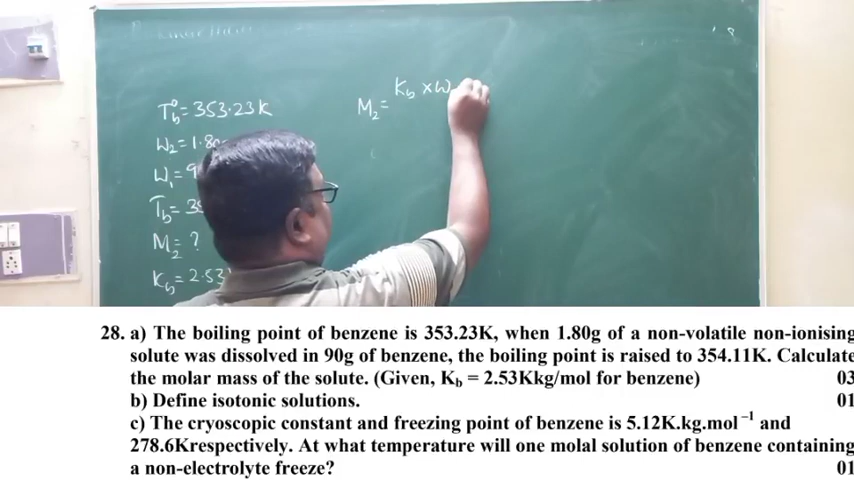 T°b = 353.23K
W2 = 1.8
W1 = 9
Tb = 35
M2 = ?
Kb = 2.53
M2 = Kb × W
28. a) The boiling point of benzene is 353.23K, when 1.80g of a non-volatile non-ionising
solute was dissolved in 90g of benzene, the boiling point is raised to 354.11K. Calculate
the molar mass of the solute. (Given, Kb = 2.53Kkg/mol for benzene) 03
b) Define isotonic solutions. 01
c) The cryoscopic constant and freezing point of benzene is 5.12K.kg.mol⁻¹ and
278.6Krespectively. At what temperature will one molal solution of benzene containing
a non-electrolyte freeze? 01